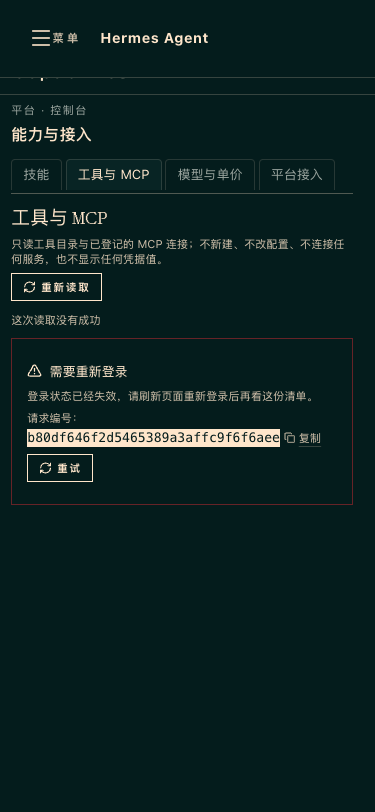 菜单
Hermes Agent
平台 · 控制台
能力与接入
技能
工具与 MCP
模型与单价
平台接入
工具与 MCP
只读工具目录与已登记的 MCP 连接；不新建、不改配置、不连接任
何服务，也不显示任何凭据值。
重新读取
这次读取没有成功
需要重新登录
登录状态已经失效，请刷新页面重新登录后再看这份清单。
请求编号：
b80df646f2d5465389a3affc9f6f6aee 复制
重试